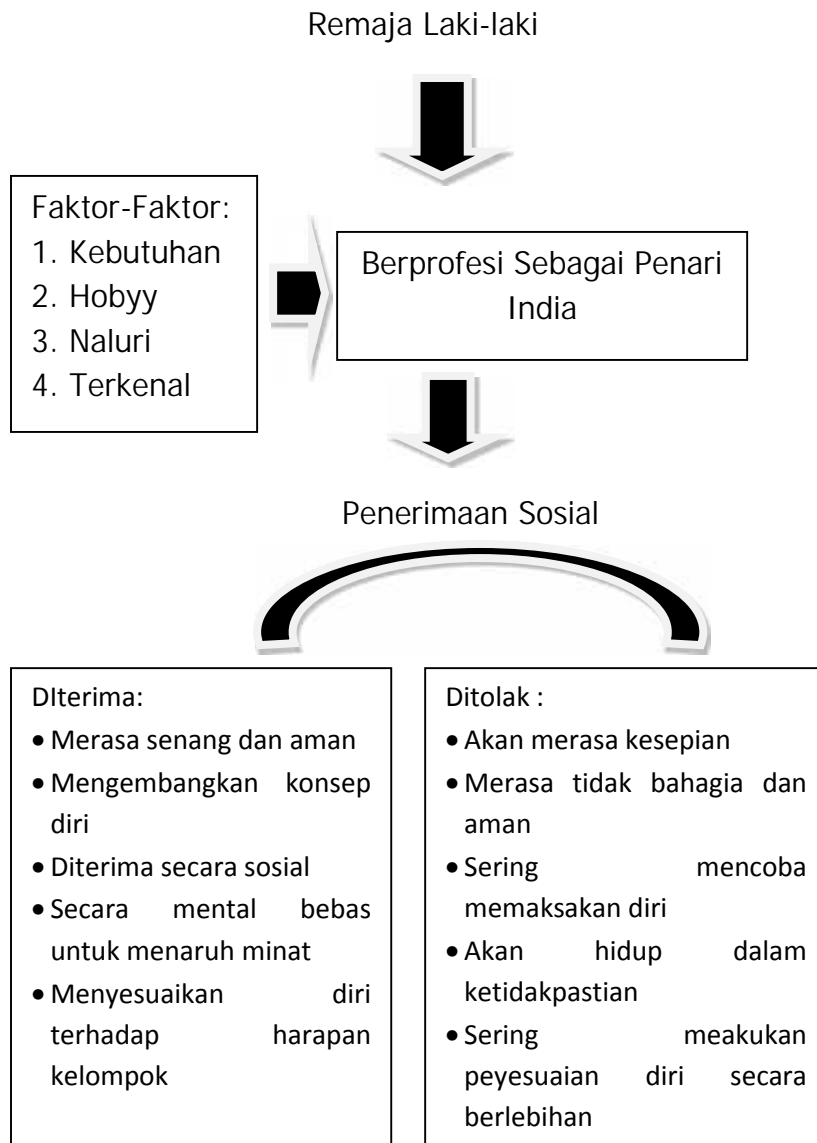 Remaja Laki-laki
Faktor-Faktor:
1. Kebutuhan
2. Hobyy
3. Naluri
4. Terkenal
Berprofesi Sebagai Penari
India
Penerimaan Sosial
DIterima:
• Merasa senang dan aman
• Mengembangkan konsep
diri
• Diterima secara sosial
• Secara mental bebas
untuk menaruh minat
• Menyesuaikan diri
terhadap harapan
kelompok
Ditolak :
• Akan merasa kesepian
• Merasa tidak bahagia dan
aman
• Sering mencoba
memaksakan diri
• Akan hidup dalam
ketidakpastian
• Sering meakukan
peyesuaian diri secara
berlebihan